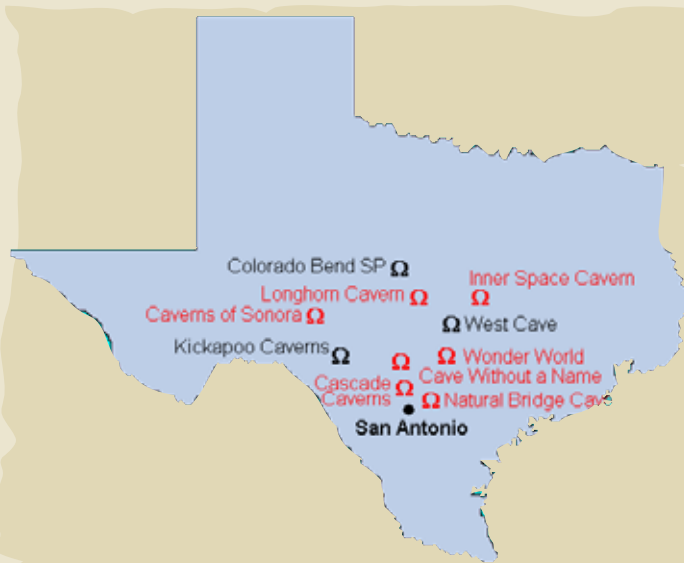 Colorado Bend SP
Inner Space Cavern
Longhorn Cavern
Caverns of Sonora
West Cave
Kickapoo Caverns
Wonder World
Cave Without a Name
Cascade
Caverns
Natural Bridge Cav
San Antonio